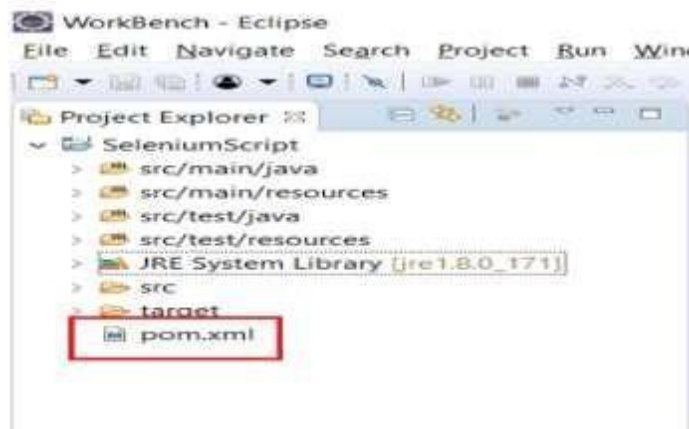 WorkBench - Eclipse
File Edit Navigate Search Project Run Wind
Project Explorer
SeleniumScript
src/main/java
src/main/resources
src/test/java
src/test/resources
JRE System Library [jre1.8.0_171]
src
target
pom.xml